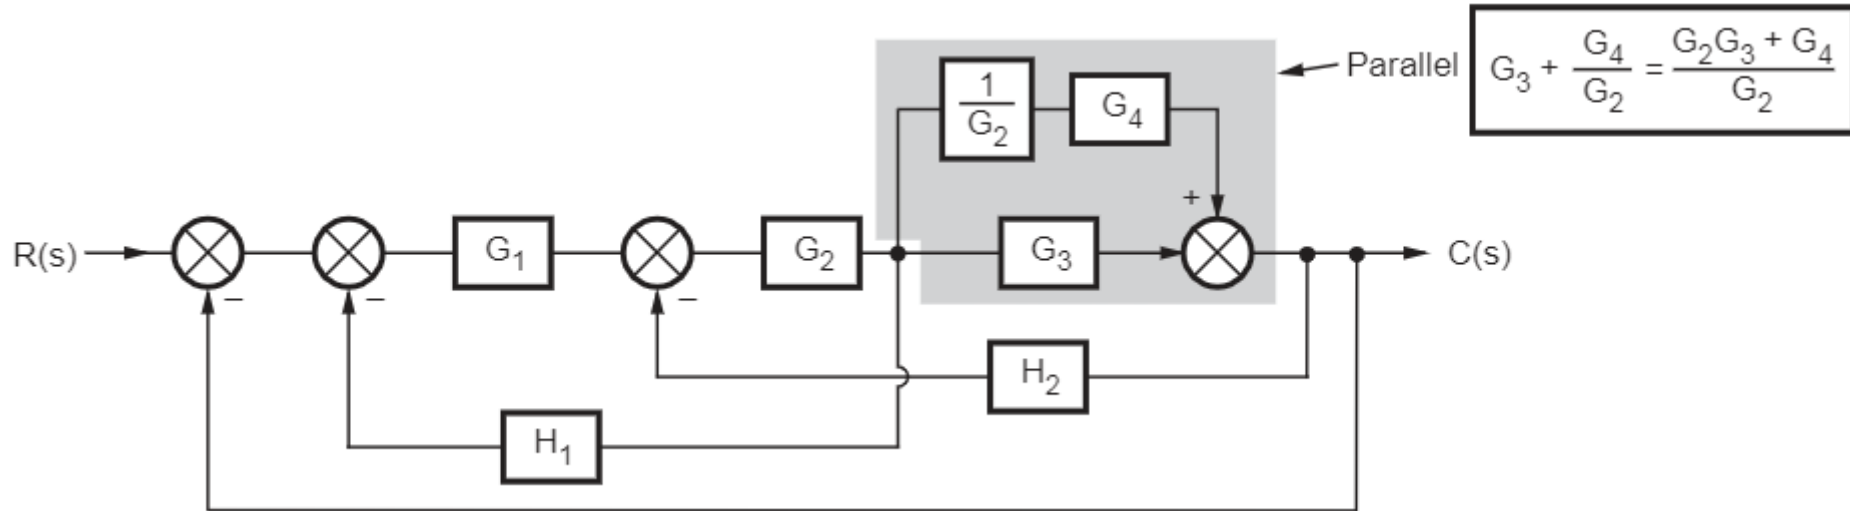 Parallel
G₃ + G₄/G₂ = (G₂G₃ + G₄)/G₂
1/G₂
G₄
+
R(s)
G₁
G₂
G₃
C(s)
−
−
−
H₂
H₁